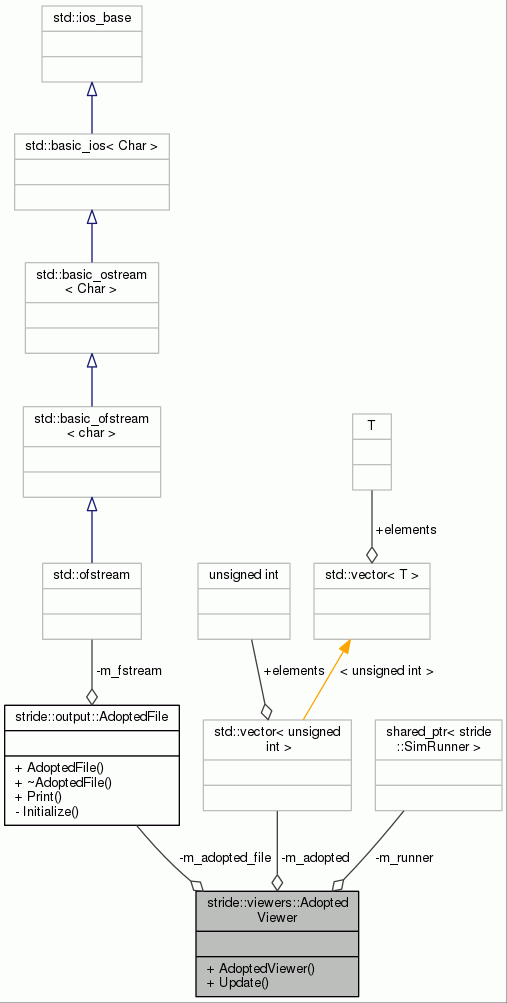 std::ios_base
std::basic_ios< Char >
std::basic_ostream
< Char >
std::basic_ofstream
< char >
T
+elements
std::ofstream
unsigned int
std::vector< T >
-m_fstream
+elements
< unsigned int >
stride::output::AdoptedFile
+ AdoptedFile()
+ ~AdoptedFile()
+ Print()
- Initialize()
std::vector< unsigned
int >
shared_ptr< stride
::SimRunner >
-m_adopted_file
-m_adopted
-m_runner
stride::viewers::Adopted
Viewer
+ AdoptedViewer()
+ Update()